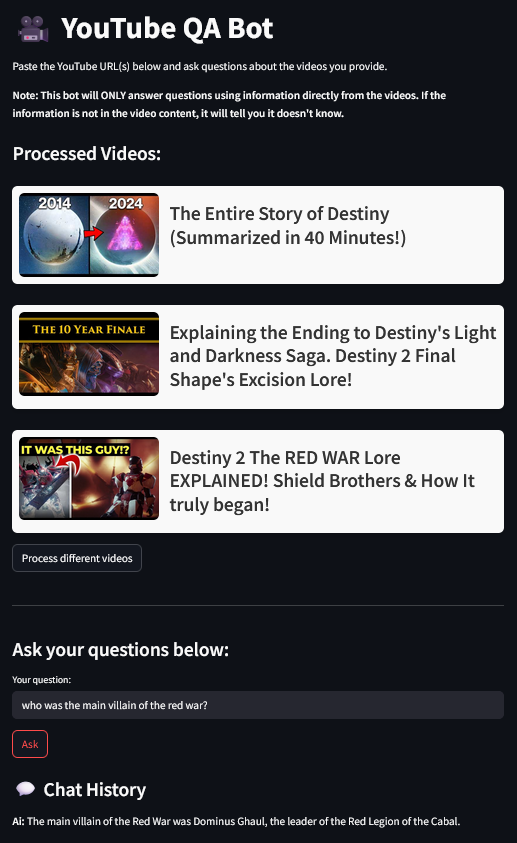 YouTube QA Bot
Paste the YouTube URL(s) below and ask questions about the videos you provide.
Note: This bot will ONLY answer questions using information directly from the videos. If the
information is not in the video content, it will tell you it doesn't know.
Processed Videos:
2014 2024
The Entire Story of Destiny
(Summarized in 40 Minutes!)
THE 10 YEAR FINALE
Explaining the Ending to Destiny's Light
and Darkness Saga. Destiny 2 Final
Shape's Excision Lore!
IT WAS THIS GUY!?
Destiny 2 The RED WAR Lore
EXPLAINED! Shield Brothers & How It
truly began!
Process different videos
Ask your questions below:
Your question:
who was the main villain of the red war?
Ask
Chat History
Ai: The main villain of the Red War was Dominus Ghaul, the leader of the Red Legion of the Cabal.